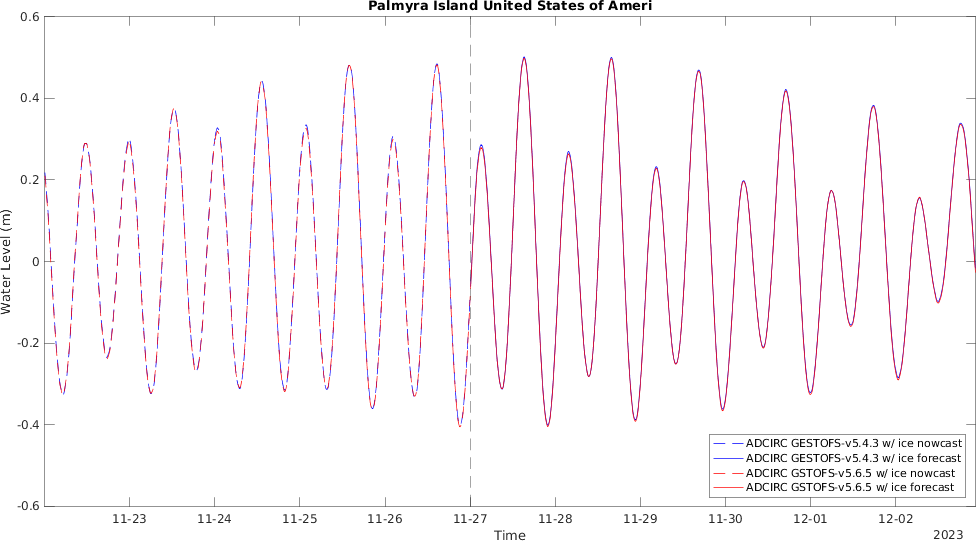 Palmyra Island United States of Ameri
0.6
0.4
0.2
0
-0.2
-0.4
-0.6
Water Level (m)
11-23
11-24
11-25
11-26
11-27
11-28
11-29
11-30
12-01
12-02
Time
2023
ADCIRC GESTOFS-v5.4.3 w/ ice nowcast
ADCIRC GESTOFS-v5.4.3 w/ ice forecast
ADCIRC GSTOFS-v5.6.5 w/ ice nowcast
ADCIRC GSTOFS-v5.6.5 w/ ice forecast